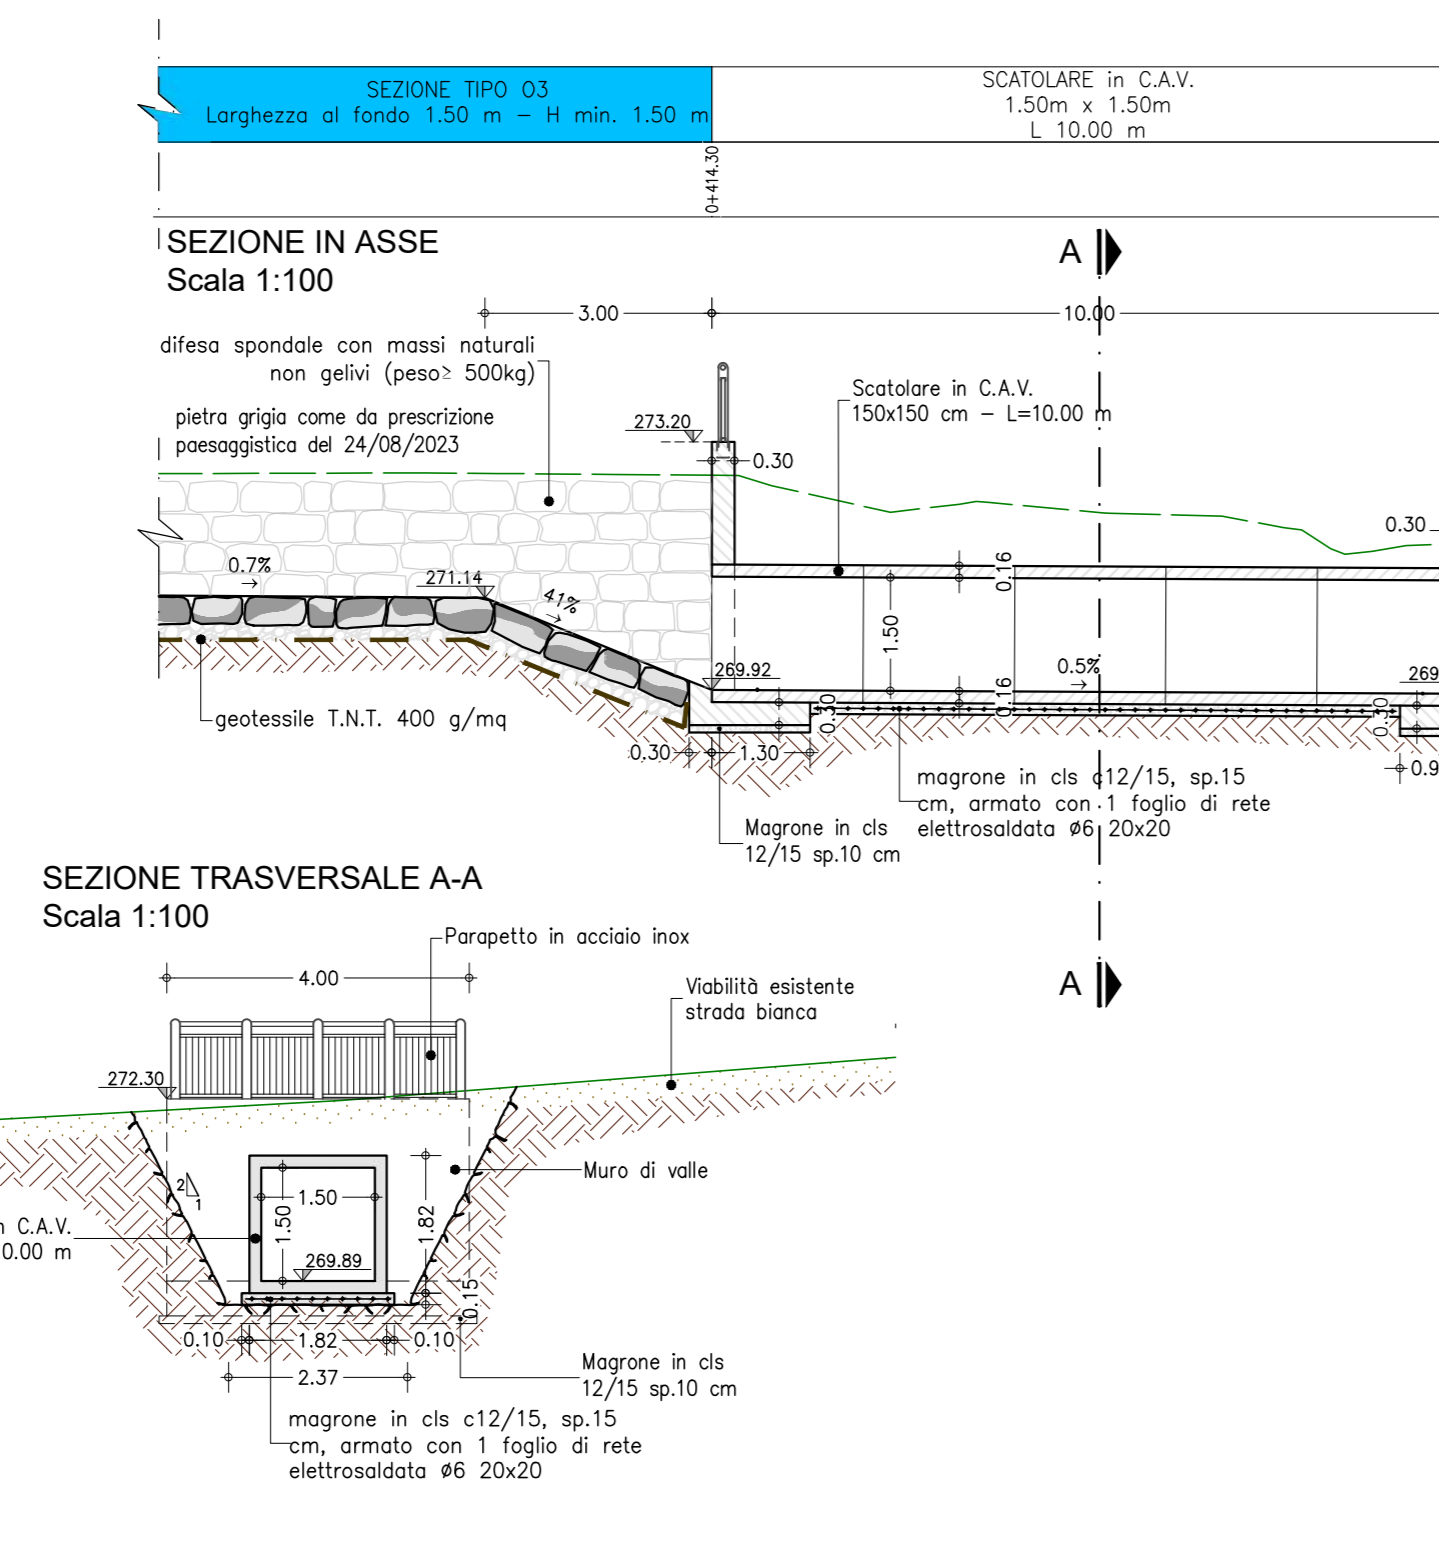 SEZIONE TIPO 03
Larghezza al fondo 1.50 m – H min. 1.50 m
SCATOLARE in C.A.V.
1.50m x 1.50m
L 10.00 m
0+414.30
SEZIONE IN ASSE
Scala 1:100
A
3.00
10.00
difesa spondale con massi naturali
non gelivi (peso≥ 500kg)
pietra grigia come da prescrizione
paesaggistica del 24/08/2023
Scatolare in C.A.V.
150x150 cm – L=10.00 m
273.20
0.30
0.30
0.7%
271.14
41%
0.16
1.50
269.92
0.5%
0.16
269
0.30
0.30
geotessile T.N.T. 400 g/mq
0.30
1.30
0.9
magrone in cls c12/15, sp.15
cm, armato con 1 foglio di rete
elettrosaldata ø6 20x20
Magrone in cls
12/15 sp.10 cm
SEZIONE TRASVERSALE A-A
Scala 1:100
Parapetto in acciaio inox
4.00
A
Viabilità esistente
strada bianca
272.30
Muro di valle
2
1
1.50
1.50
1.82
C.A.V.
0.00 m
269.89
0.15
0.10
1.82
0.10
2.37
Magrone in cls
12/15 sp.10 cm
magrone in cls c12/15, sp.15
cm, armato con 1 foglio di rete
elettrosaldata ø6 20x20